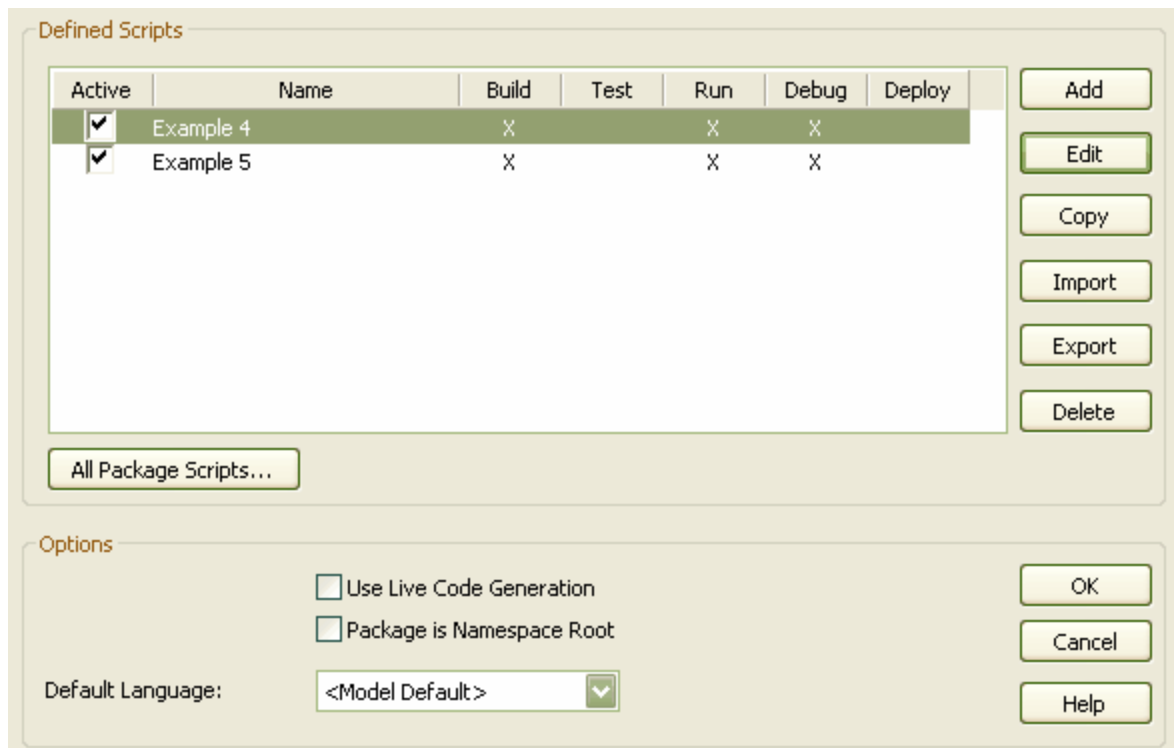 Defined Scripts
Active Name Build Test Run Debug Deploy
Example 4 X X X
Example 5 X X X
Add
Edit
Copy
Import
Export
Delete
All Package Scripts...
Options
Use Live Code Generation
Package is Namespace Root
Default Language: <Model Default>
OK
Cancel
Help